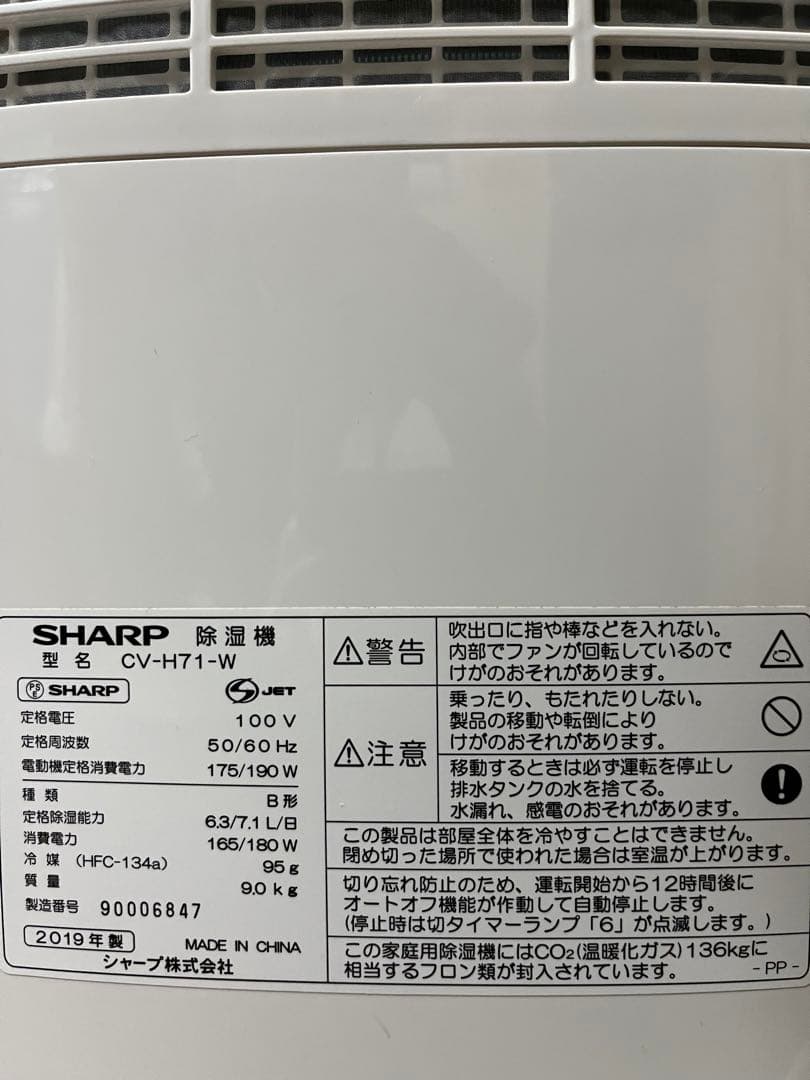 SHARP 除湿機
型名 CV-H71-W
PS E SHARP
S JET
定格電圧 100 V
定格周波数 50/60 Hz
電動機定格消費電力 175/190 W
種類 B形
定格除湿能力 6.3/7.1 L/日
消費電力 165/180 W
冷媒 (HFC-134a) 95 g
質量 9.0 kg
製造番号 90006847
2019年製 MADE IN CHINA
シャープ株式会社
警告
吹出口に指や棒などを入れない。
内部でファンが回転しているので
けがのおそれがあります。
注意
乗ったり、もたれたりしない。
製品の移動や転倒により
けがのおそれがあります。
移動するときは必ず運転を停止し
排水タンクの水を捨てる。
水漏れ、感電のおそれがあります。
この製品は部屋全体を冷やすことはできません。
閉め切った場所で使われた場合は室温が上がります。
切り忘れ防止のため、運転開始から12時間後に
オートオフ機能が作動して自動停止します。
(停止時は切タイマーランプ「6」が点滅します。)
この家庭用除湿機にはCO₂(温暖化ガス)136kgに
相当するフロン類が封入されています。 - PP -